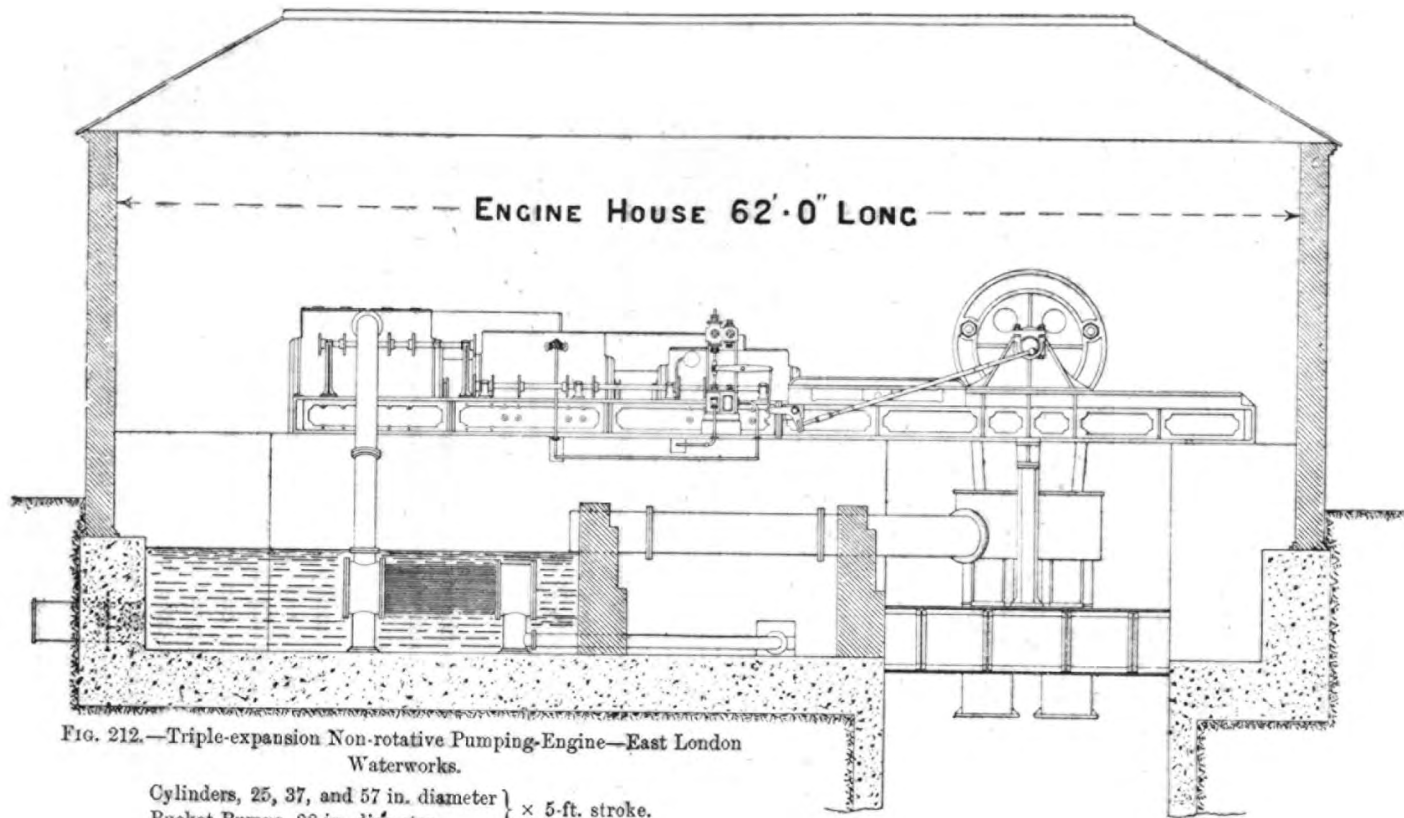 ENGINE HOUSE 62'·0" LONG
FIG. 212.—Triple-expansion Non-rotative Pumping-Engine—East London
Waterworks.
Cylinders, 25, 37, and 57 in. diameter } × 5-ft. stroke.